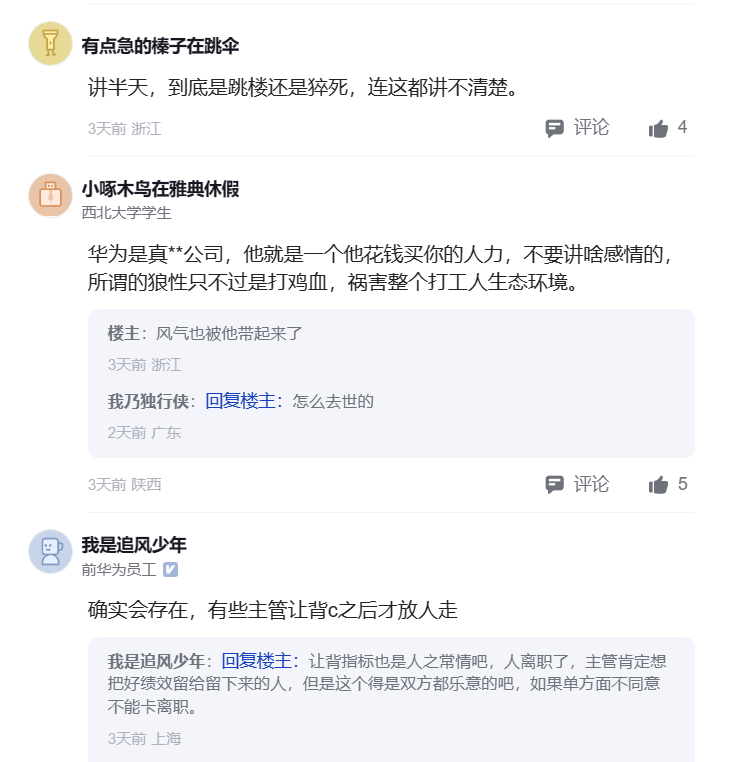 有点急的榛子在跳伞
讲半天，到底是跳楼还是猝死，连这都讲不清楚。
3天前 浙江
评论 4
小啄木鸟在雅典休假
西北大学学生
华为是真**公司，他就是一个他花钱买你的人力，不要讲啥感情的，
所谓的狼性只不过是打鸡血，祸害整个打工人生态环境。
楼主：风气也被他带起来了
3天前 浙江
我乃独行侠：回复楼主：怎么去世的
2天前 广东
3天前 陕西
评论 5
我是追风少年
前华为员工
确实会存在，有些主管让背c之后才放人走
我是追风少年：回复楼主：让背指标也是人之常情吧，人离职了，主管肯定想
把好绩效留给留下来的人，但是这个得是双方都乐意的吧，如果单方面不同意
不能卡离职。
3天前 上海